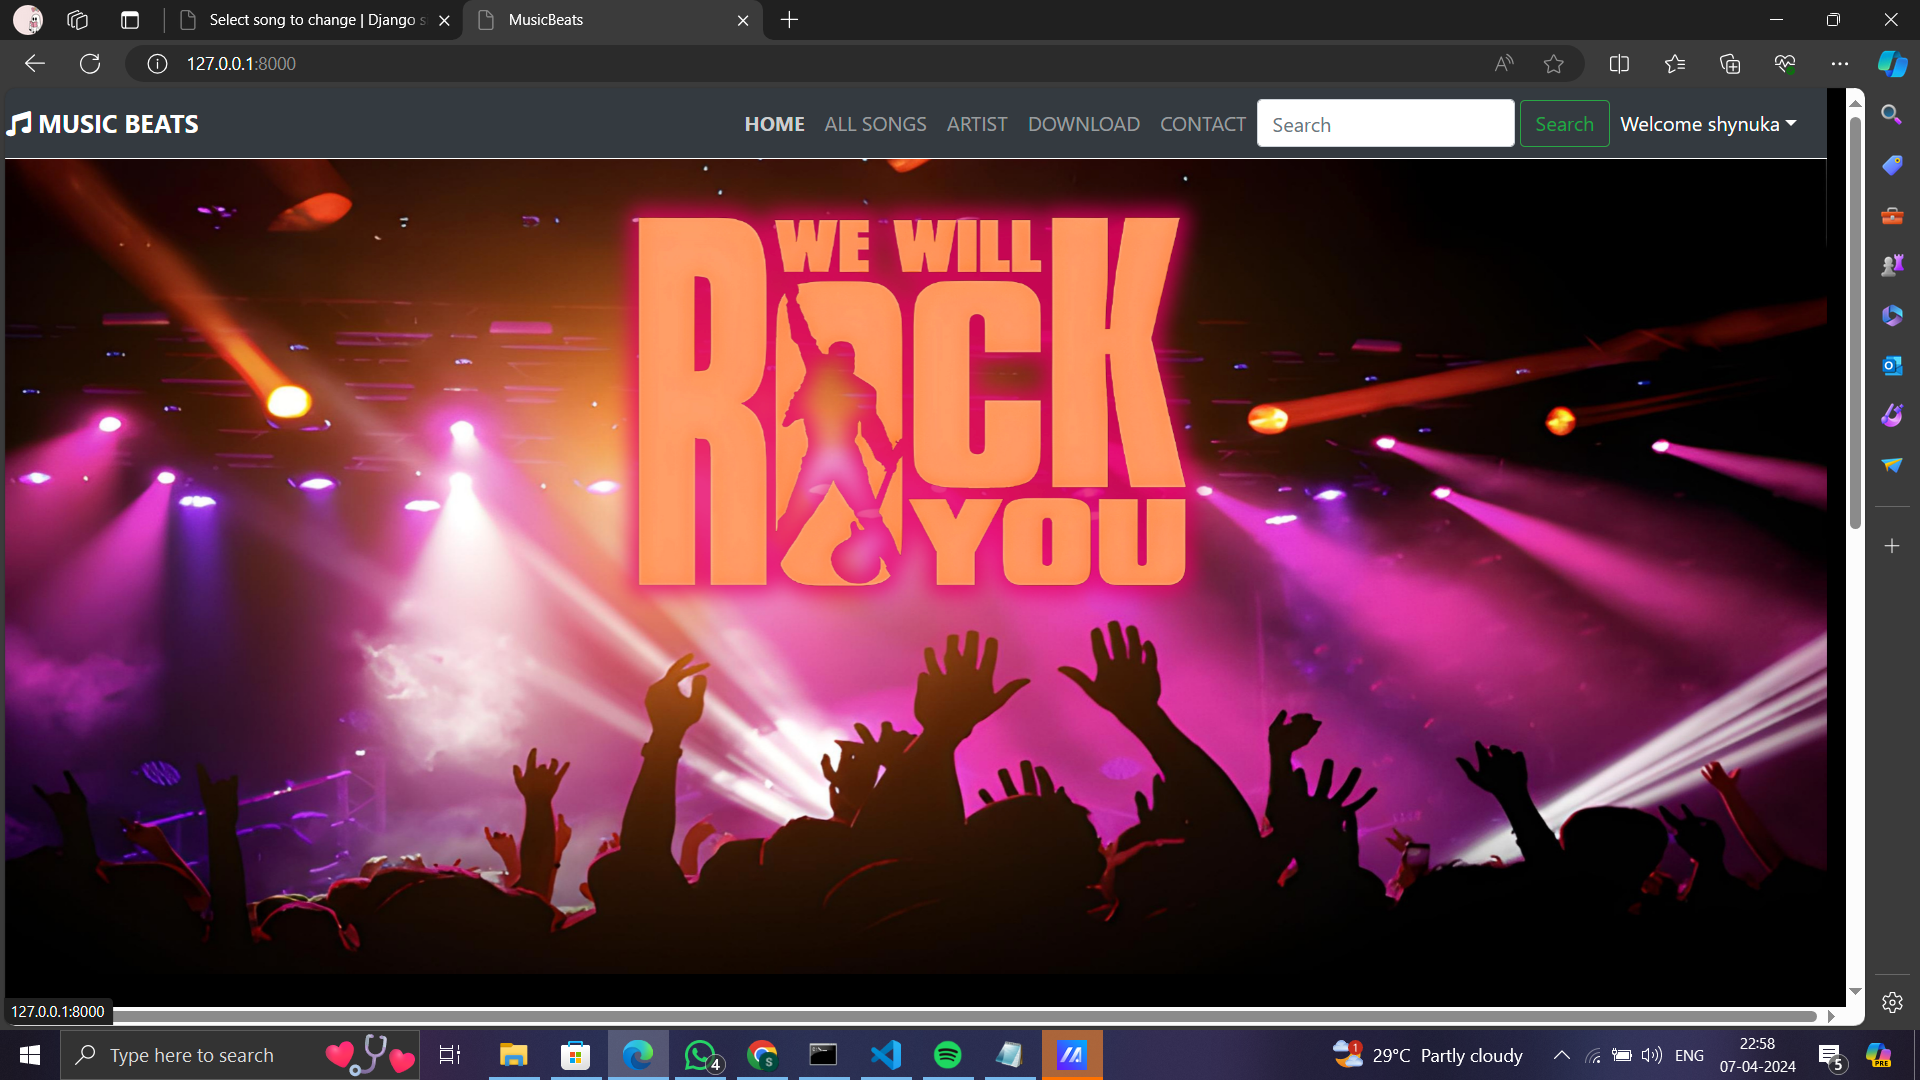 Select song to change | Django s
MusicBeats
127.0.0.1:8000
MUSIC BEATS
HOME
ALL SONGS
ARTIST
DOWNLOAD
CONTACT
Search
Search
Welcome shynuka
WE WILL
ROCK
YOU
127.0.0.1:8000
Type here to search
4
S
PRE
1
29°C Partly cloudy
ENG
22:58
07-04-2024
5